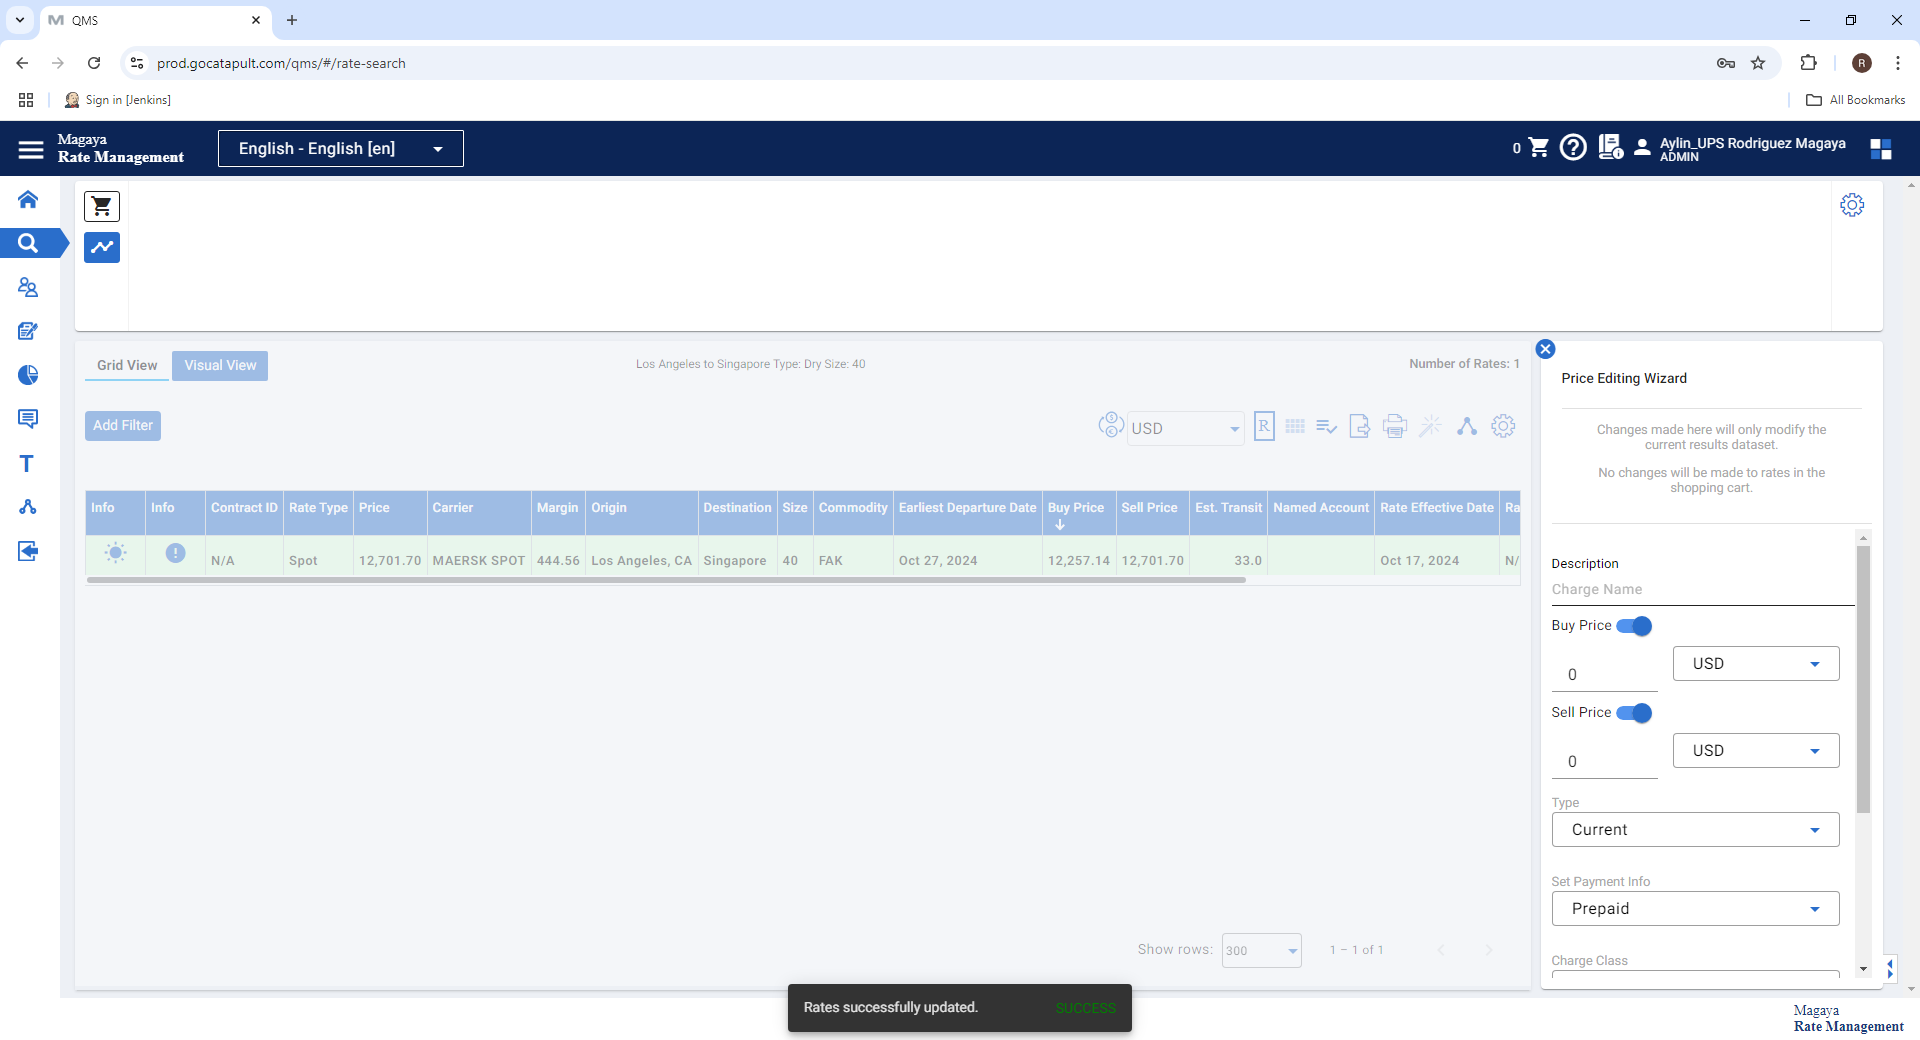 QMS
prod.gocatapult.com/qms/#/rate-search
R
Sign in [Jenkins]
All Bookmarks
Magaya
Rate Management
English - English [en]
0
Aylin_UPS Rodriguez Magaya
ADMIN
Grid View
Visual View
Los Angeles to Singapore Type: Dry Size: 40
Number of Rates: 1
Add Filter
USD
R
Info Info Contract ID Rate Type Price Carrier Margin Origin Destination Size Commodity Earliest Departure Date Buy Price Sell Price Est. Transit Named Account Rate Effective Date Ra
N/A Spot 12,701.70 MAERSK SPOT 444.56 Los Angeles, CA Singapore 40 FAK Oct 27, 2024 12,257.14 12,701.70 33.0 Oct 17, 2024 N/
Show rows: 300 1 – 1 of 1
Price Editing Wizard
Changes made here will only modify the
current results dataset.
No changes will be made to rates in the
shopping cart.
Description
Charge Name
Buy Price
0 USD
Sell Price
0 USD
Type
Current
Set Payment Info
Prepaid
Charge Class
Rates successfully updated. SUCCESS
Magaya
Rate Management